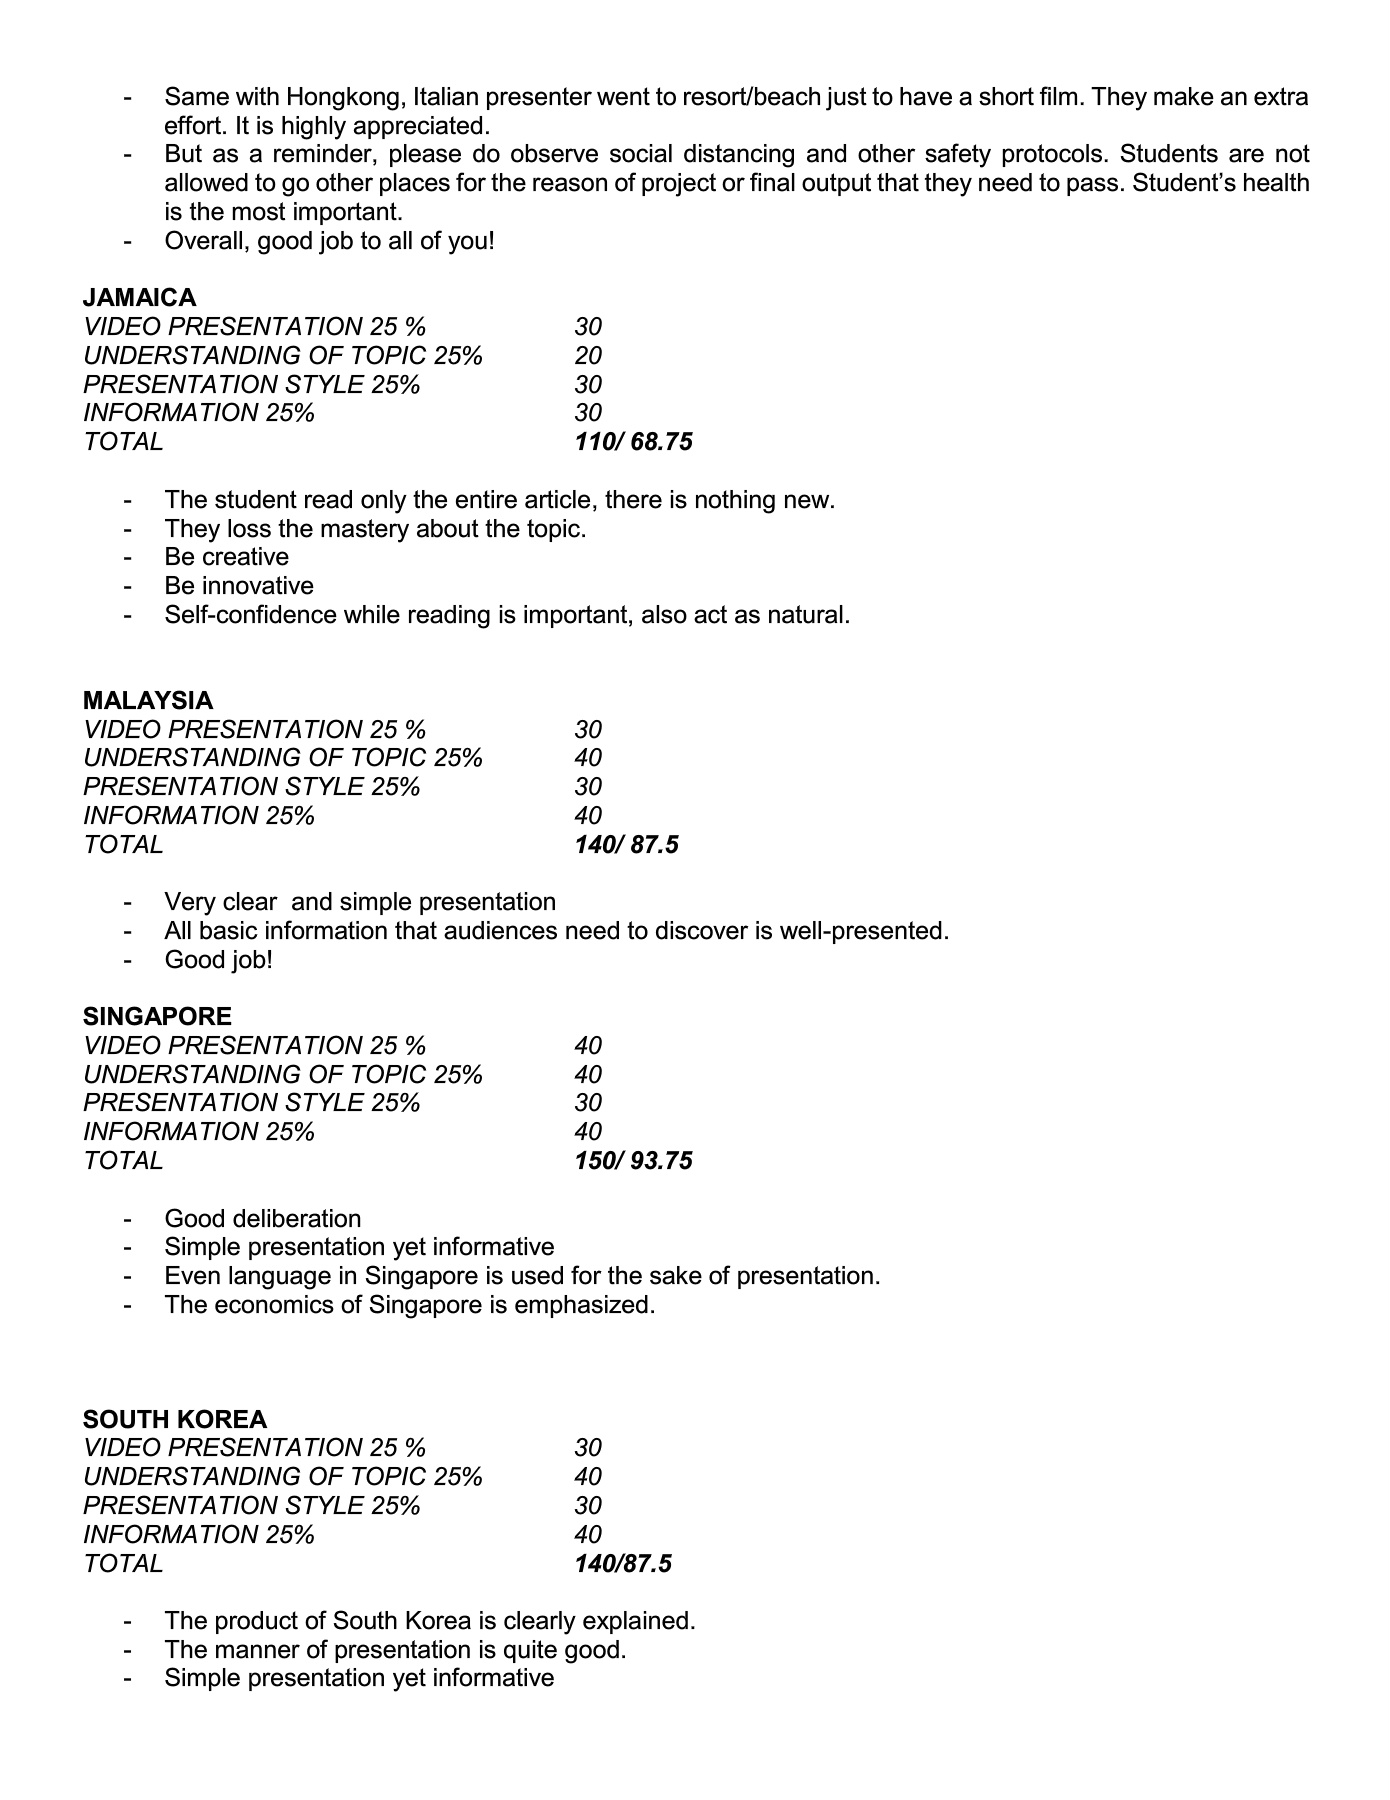 - Same with Hongkong, Italian presenter went to resort/beach just to have a short film. They make an extra
effort. It is highly appreciated.
- But as a reminder, please do observe social distancing and other safety protocols. Students are not
allowed to go other places for the reason of project or final output that they need to pass. Student’s health
is the most important.
- Overall, good job to all of you!
JAMAICA
VIDEO PRESENTATION 25 % 30
UNDERSTANDING OF TOPIC 25% 20
PRESENTATION STYLE 25% 30
INFORMATION 25% 30
TOTAL 110/ 68.75
- The student read only the entire article, there is nothing new.
- They loss the mastery about the topic.
- Be creative
- Be innovative
- Self-confidence while reading is important, also act as natural.
MALAYSIA
VIDEO PRESENTATION 25 % 30
UNDERSTANDING OF TOPIC 25% 40
PRESENTATION STYLE 25% 30
INFORMATION 25% 40
TOTAL 140/ 87.5
- Very clear  and simple presentation
- All basic information that audiences need to discover is well-presented.
- Good job!
SINGAPORE
VIDEO PRESENTATION 25 % 40
UNDERSTANDING OF TOPIC 25% 40
PRESENTATION STYLE 25% 30
INFORMATION 25% 40
TOTAL 150/ 93.75
- Good deliberation
- Simple presentation yet informative
- Even language in Singapore is used for the sake of presentation.
- The economics of Singapore is emphasized.
SOUTH KOREA
VIDEO PRESENTATION 25 % 30
UNDERSTANDING OF TOPIC 25% 40
PRESENTATION STYLE 25% 30
INFORMATION 25% 40
TOTAL 140/87.5
- The product of South Korea is clearly explained.
- The manner of presentation is quite good.
- Simple presentation yet informative